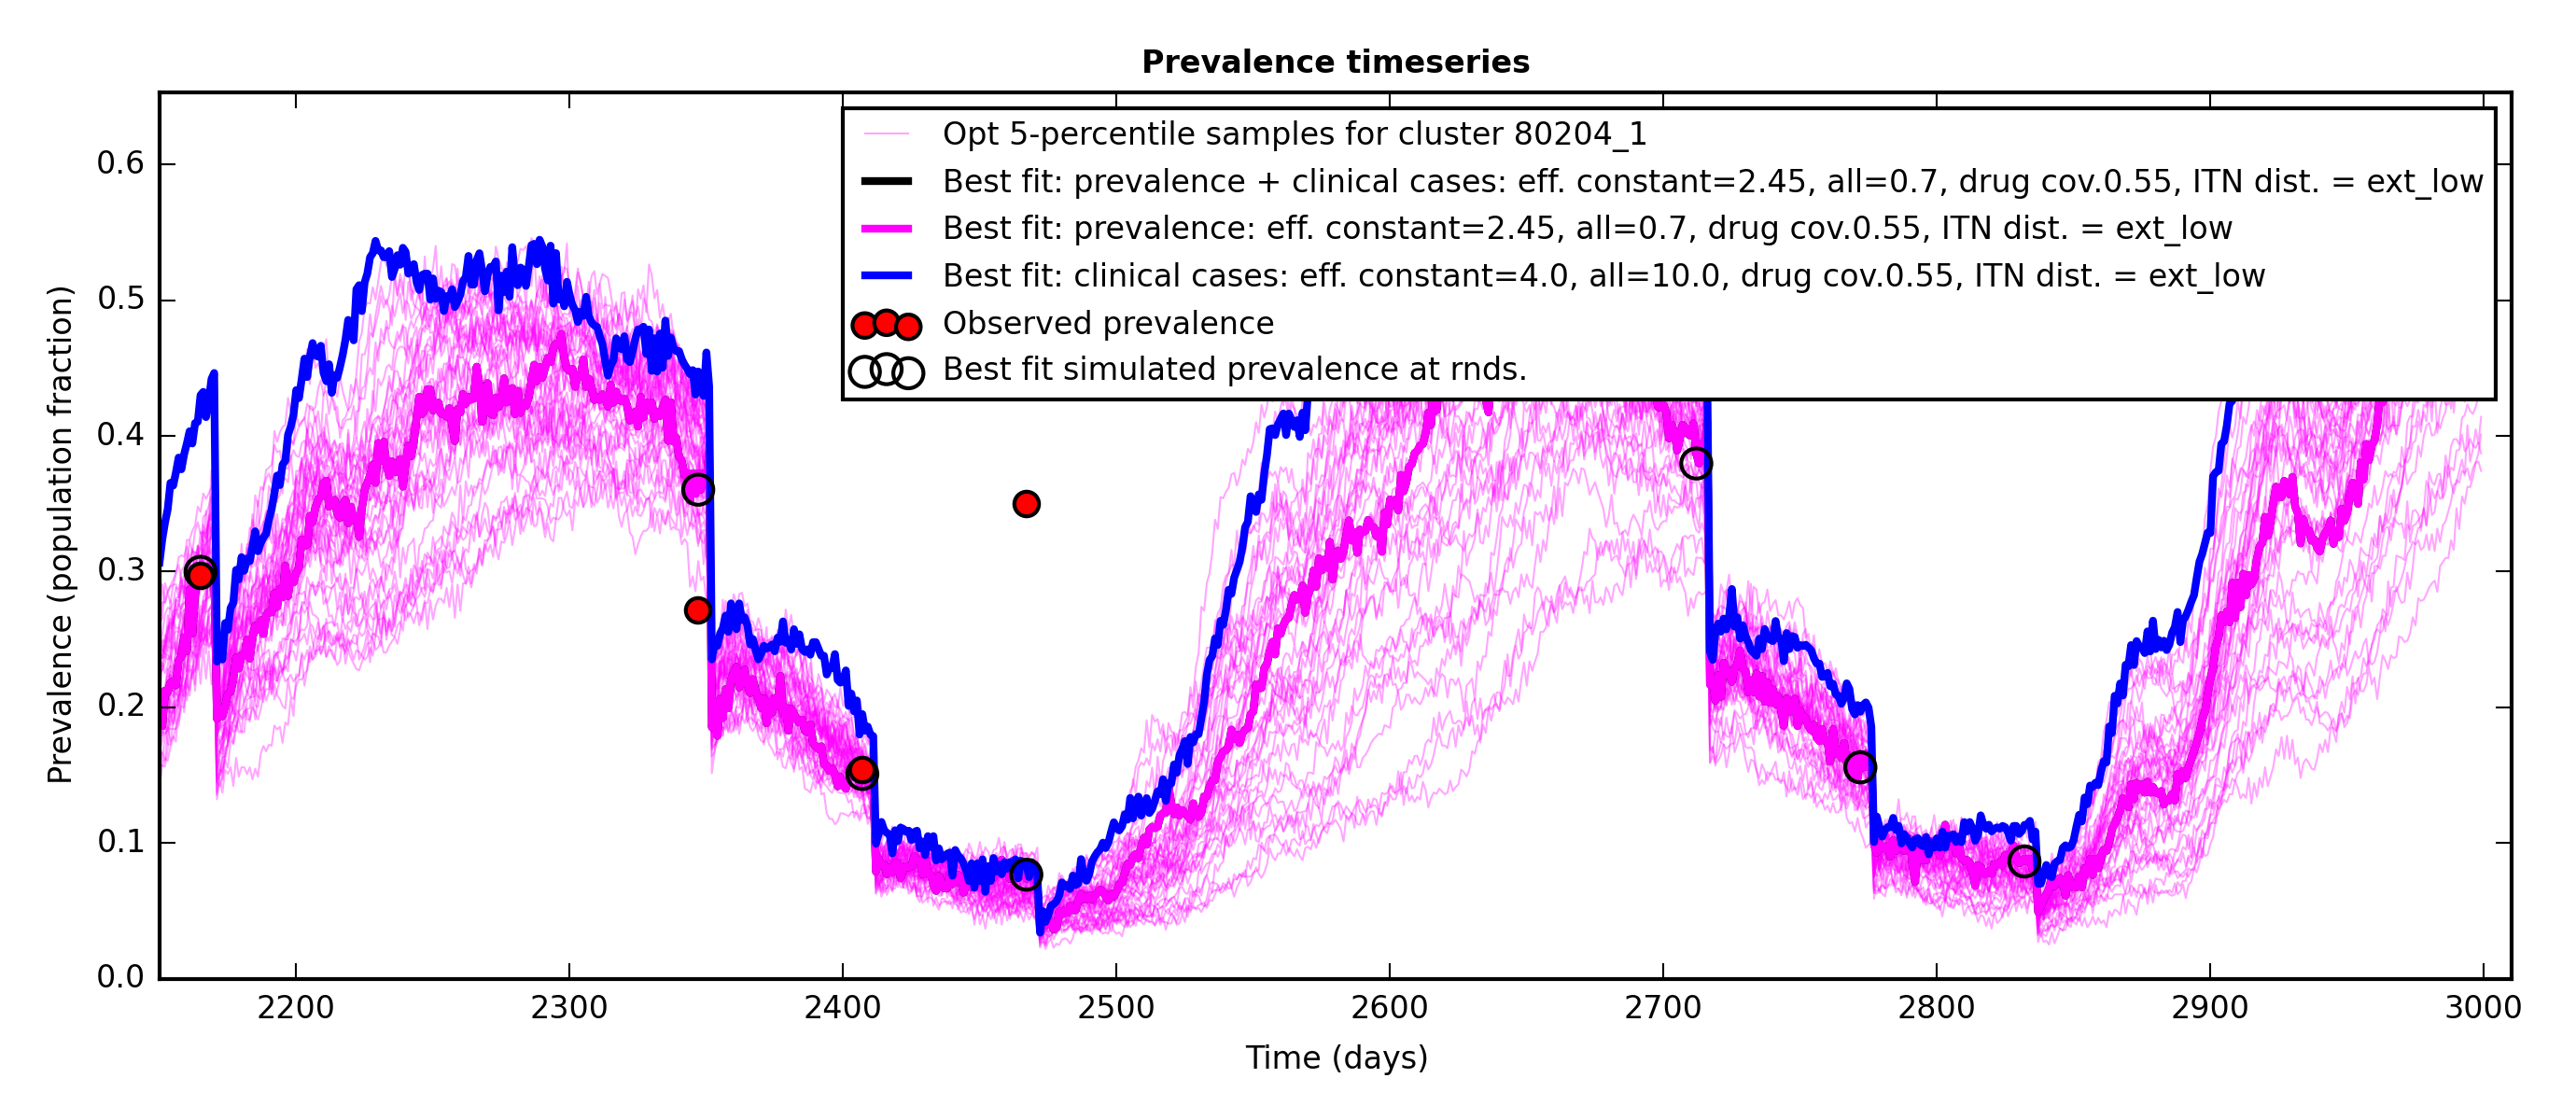 Prevalence timeseries
Opt 5-percentile samples for cluster 80204_1
Best fit: prevalence + clinical cases: eff. constant=2.45, all=0.7, drug cov.0.55, ITN dist. = ext_low
Best fit: prevalence: eff. constant=2.45, all=0.7, drug cov.0.55, ITN dist. = ext_low
Best fit: clinical cases: eff. constant=4.0, all=10.0, drug cov.0.55, ITN dist. = ext_low
Observed prevalence
Best fit simulated prevalence at rnds.
Prevalence (population fraction)
0.6
0.5
0.4
0.3
0.2
0.1
0.0
2200 2300 2400 2500 2600 2700 2800 2900 3000
Time (days)